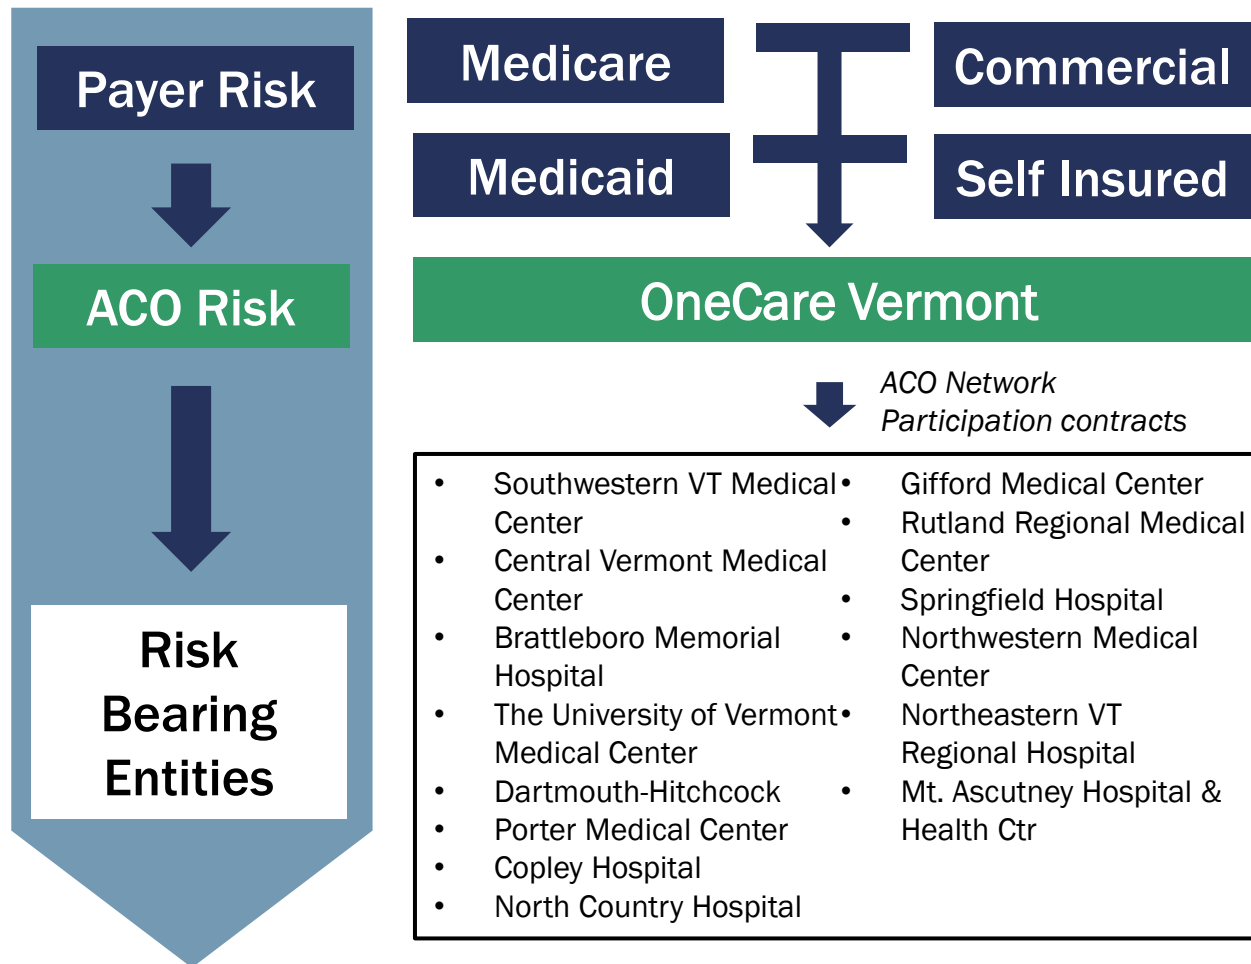 Payer Risk
ACO Risk
Risk
Bearing
Entities
Medicare
Commercial
Medicaid
Self Insured
OneCare Vermont
ACO Network
Participation contracts
• Southwestern VT Medical
Center
• Central Vermont Medical
Center
• Brattleboro Memorial
Hospital
• The University of Vermont
Medical Center
• Dartmouth-Hitchcock
• Porter Medical Center
• Copley Hospital
• North Country Hospital
• Gifford Medical Center
• Rutland Regional Medical
Center
• Springfield Hospital
• Northwestern Medical
Center
• Northeastern VT
Regional Hospital
• Mt. Ascutney Hospital &
Health Ctr